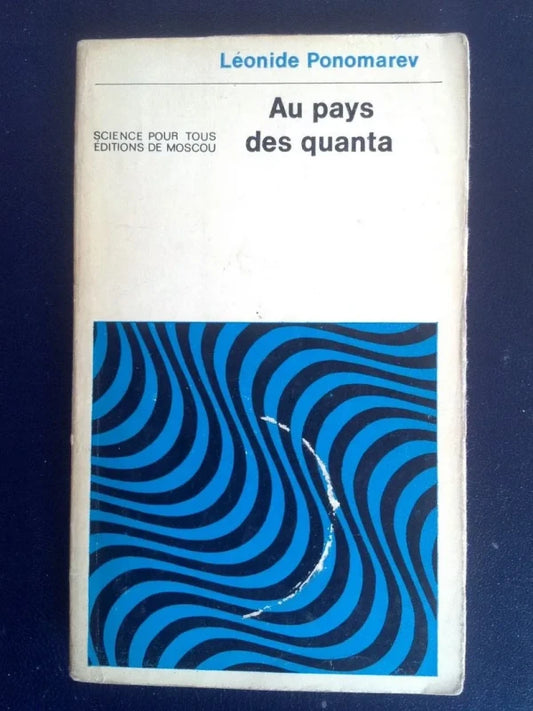 Léonide Ponomarev
Au pays
des quanta
SCIENCE POUR TOUS
ÉDITIONS DE MOSCOU